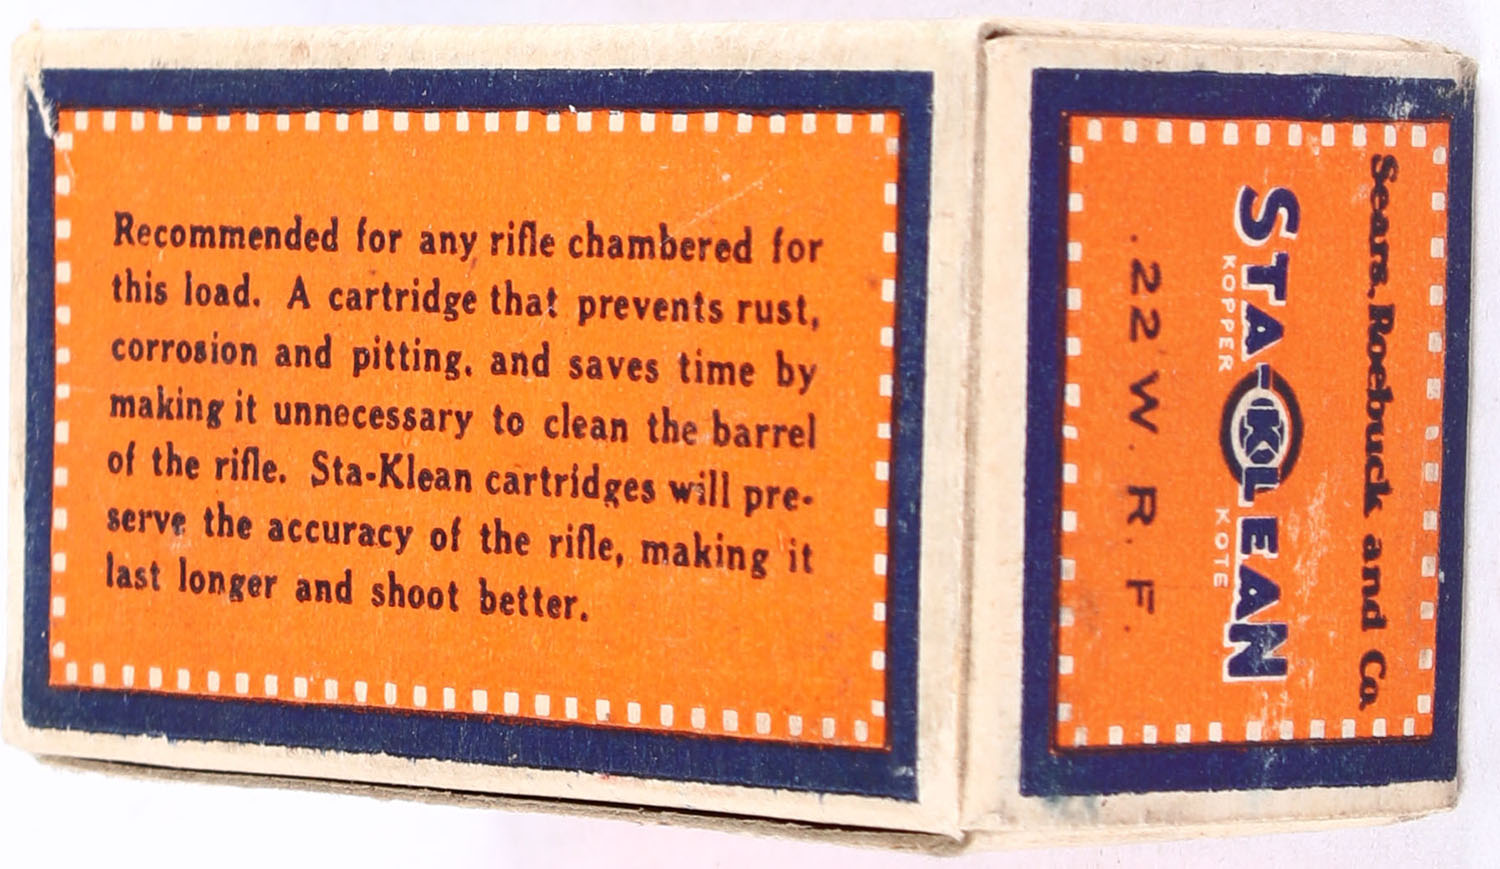 Recommended for any rifle chambered for
this load. A cartridge that prevents rust,
corrosion and pitting, and saves time by
making it unnecessary to clean the barrel
of the rifle. Sta-Klean cartridges will pre-
serve the accuracy of the rifle, making it
last longer and shoot better.
Sears, Roebuck and Co
STA-KLEAN
KOPPER KOTE
.22 W. R. F.